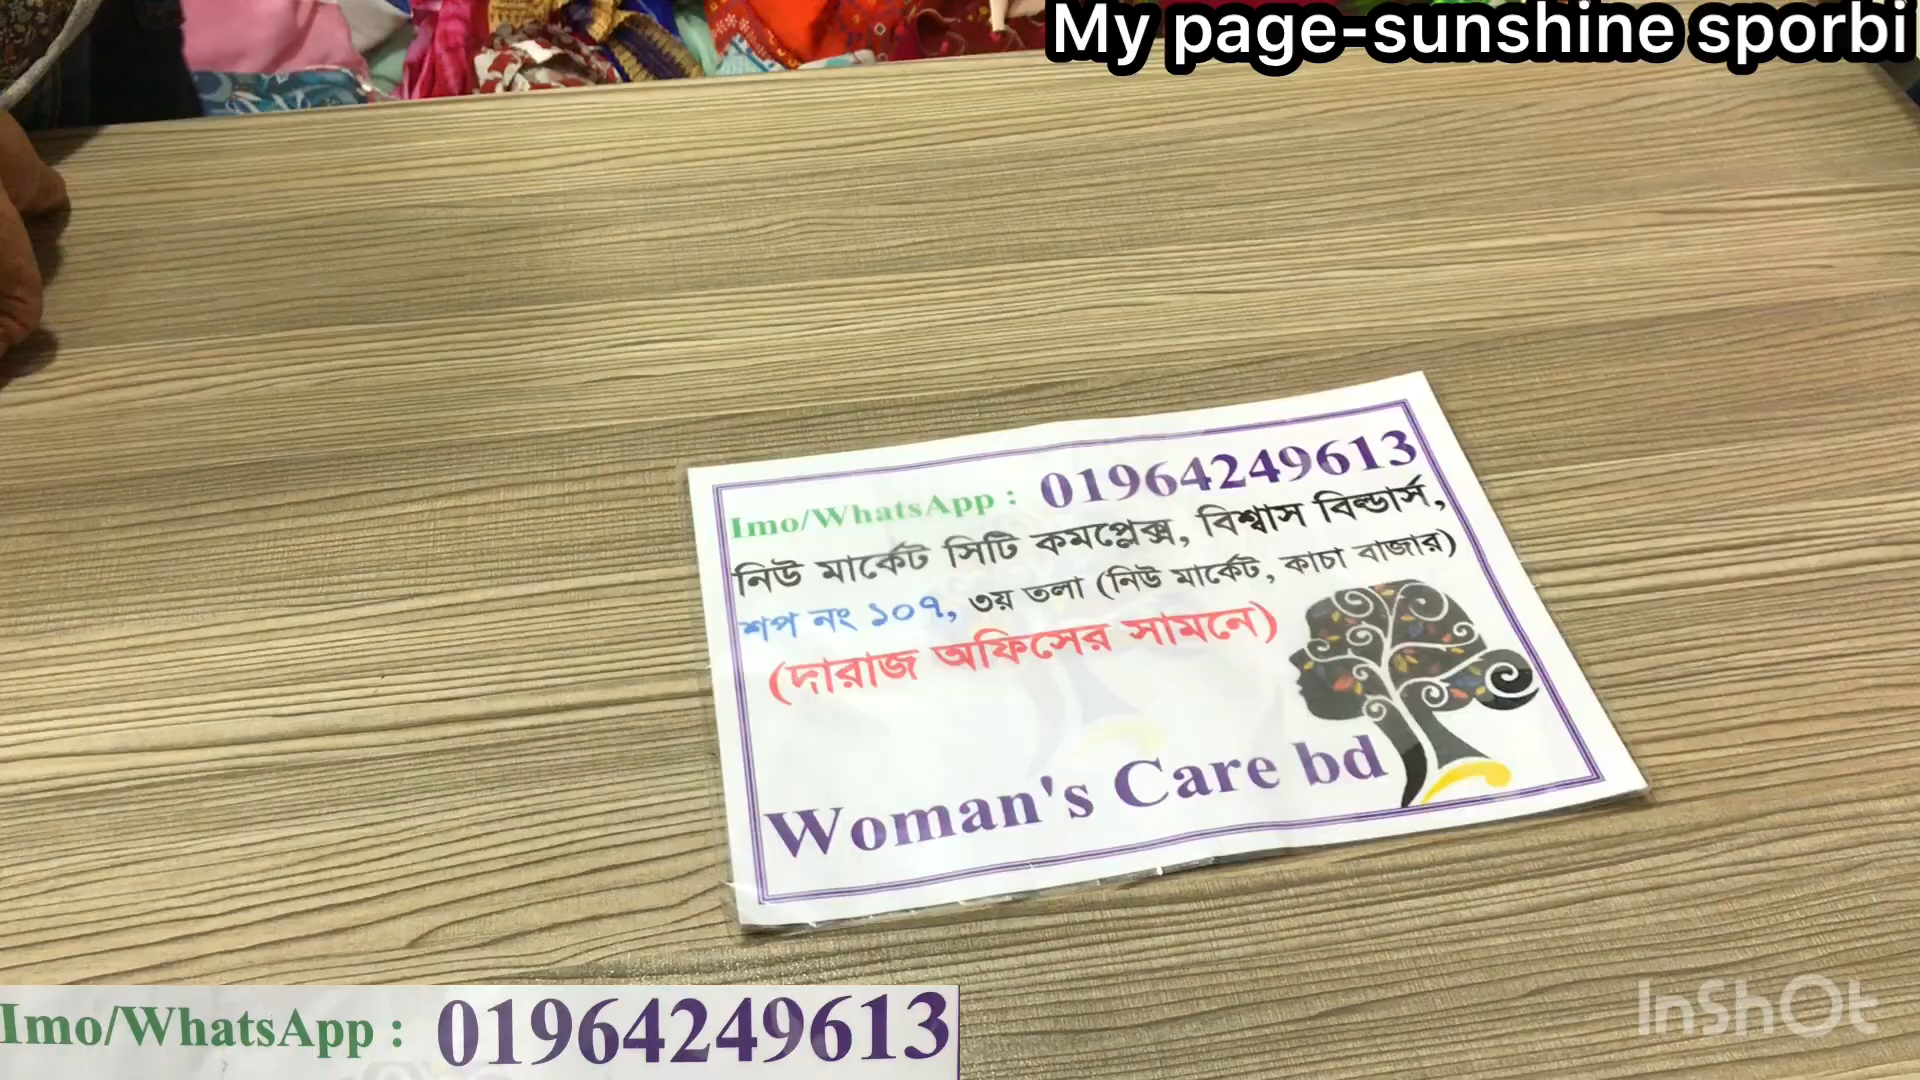 My page-sunshine sporbi
Imo/WhatsApp : 01964249613
নিউ মার্কেট সিটি কমপ্লেক্স, বিশ্বাস বিল্ডার্স,
শপ নং ১০৭, ৩য় তলা (নিউ মার্কেট, কাচা বাজার)
(দারাজ অফিসের সামনে)
Woman's Care bd
Imo/WhatsApp : 01964249613
InShOt